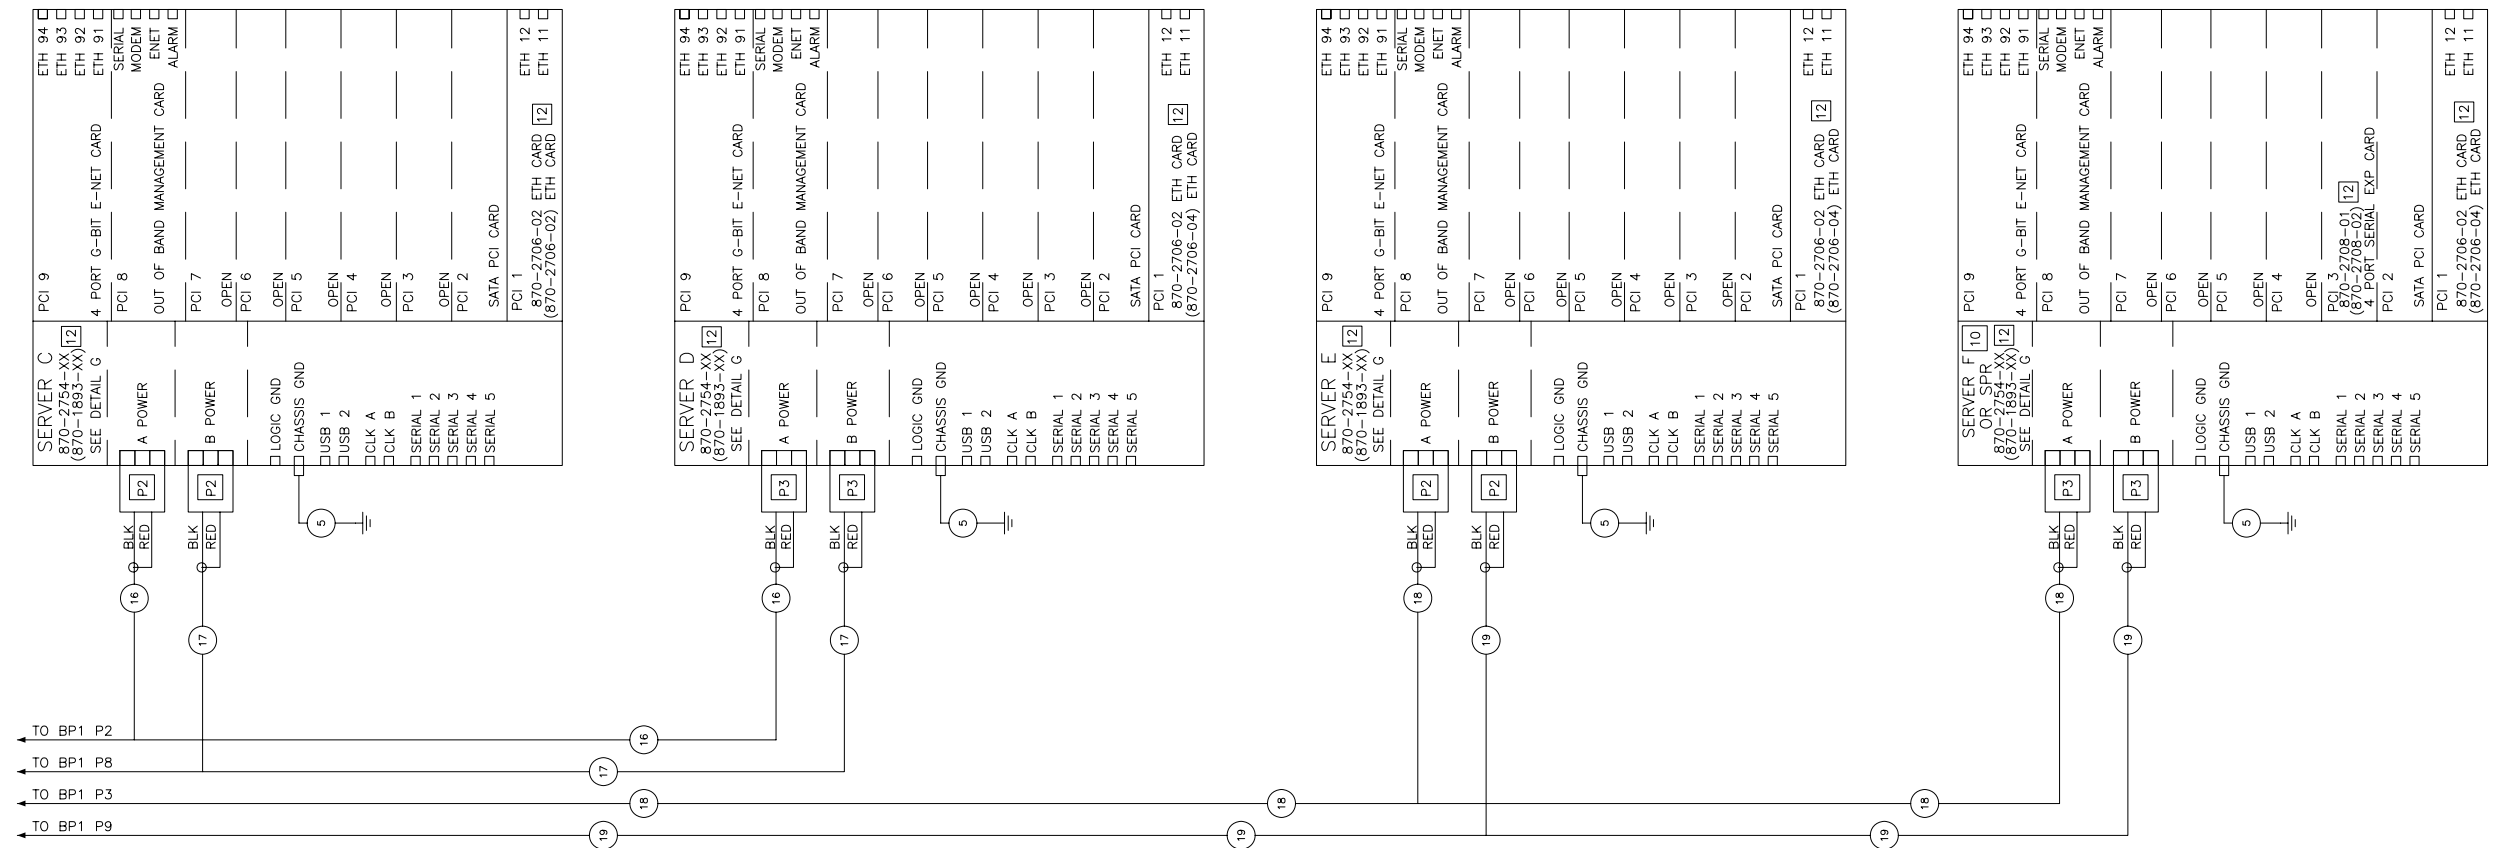 SERVER C
870-2754-XX
(870-1893-XX)
12
SEE DETAIL G
A POWER
B POWER
LOGIC GND
CHASSIS GND
USB 1
USB 2
CLK A
CLK B
SERIAL 1
SERIAL 2
SERIAL 3
SERIAL 4
SERIAL 5
PCI 9
4 PORT G-BIT E-NET CARD
ETH 94
ETH 93
ETH 92
ETH 91
PCI 8
OUT OF BAND MANAGEMENT CARD
SERIAL
MODEM
ENET
ALARM
PCI 7
OPEN
PCI 6
OPEN
PCI 5
PCI 4
OPEN
PCI 3
OPEN
PCI 2
SATA PCI CARD
PCI 1
870-2706-02 ETH CARD
(870-2706-02) ETH CARD
12
ETH 12
ETH 11
P2
BLK
RED
16
P2
BLK
RED
17
5
SERVER D
870-2754-XX
(870-1893-XX)
12
SEE DETAIL G
A POWER
B POWER
LOGIC GND
CHASSIS GND
USB 1
USB 2
CLK A
CLK B
SERIAL 1
SERIAL 2
SERIAL 3
SERIAL 4
SERIAL 5
PCI 9
4 PORT G-BIT E-NET CARD
ETH 94
ETH 93
ETH 92
ETH 91
PCI 8
OUT OF BAND MANAGEMENT CARD
SERIAL
MODEM
ENET
ALARM
PCI 7
OPEN
PCI 6
OPEN
PCI 5
PCI 4
OPEN
PCI 3
OPEN
PCI 2
SATA PCI CARD
PCI 1
870-2706-02 ETH CARD
(870-2706-04) ETH CARD
12
ETH 12
ETH 11
P3
BLK
RED
16
P3
BLK
RED
17
5
SERVER E
870-2754-XX
(870-1893-XX)
12
SEE DETAIL G
A POWER
B POWER
LOGIC GND
CHASSIS GND
USB 1
USB 2
CLK A
CLK B
SERIAL 1
SERIAL 2
SERIAL 3
SERIAL 4
SERIAL 5
PCI 9
4 PORT G-BIT E-NET CARD
ETH 94
ETH 93
ETH 92
ETH 91
PCI 8
OUT OF BAND MANAGEMENT CARD
SERIAL
MODEM
ENET
ALARM
PCI 7
OPEN
PCI 6
OPEN
PCI 5
PCI 4
OPEN
PCI 3
OPEN
PCI 2
SATA PCI CARD
PCI 1
870-2706-02 ETH CARD
(870-2706-04) ETH CARD
12
ETH 12
ETH 11
P2
BLK
RED
18
P2
BLK
RED
19
5
SERVER F
OR SPR
10
870-2754-XX
(870-1893-XX)
12
SEE DETAIL G
A POWER
B POWER
LOGIC GND
CHASSIS GND
USB 1
USB 2
CLK A
CLK B
SERIAL 1
SERIAL 2
SERIAL 3
SERIAL 4
SERIAL 5
PCI 9
4 PORT G-BIT E-NET CARD
ETH 94
ETH 93
ETH 92
ETH 91
PCI 8
OUT OF BAND MANAGEMENT CARD
SERIAL
MODEM
ENET
ALARM
PCI 7
OPEN
PCI 6
OPEN
PCI 5
PCI 4
OPEN
PCI 3
870-2708-01
(870-2708-02)
12
4 PORT SERIAL EXP CARD
PCI 2
SATA PCI CARD
PCI 1
870-2706-02 ETH CARD
(870-2706-04) ETH CARD
12
ETH 12
ETH 11
P3
BLK
RED
18
P3
BLK
RED
19
5
TO BP1 P2
16
TO BP1 P8
17
TO BP1 P3
18
18
18
TO BP1 P9
19
19
19